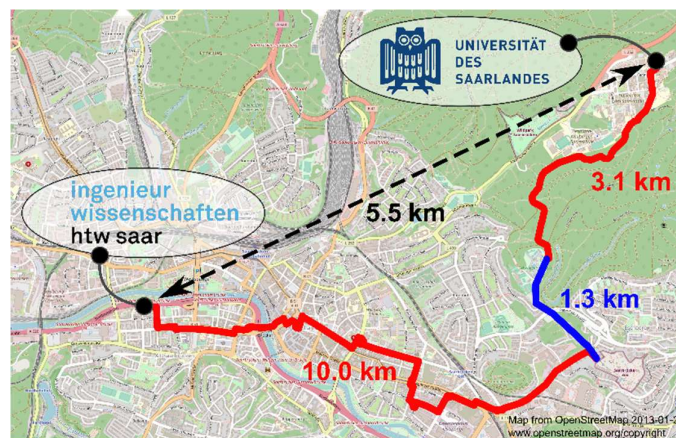 UNIVERSITÄT
DES
SAARLANDES
3.1 km
ingenieur
wissenschaften
htw saar
5.5 km
1.3 km
10.0 km
Map from OpenStreetMap 2013-01-
www.openstreetmap.org/copyright